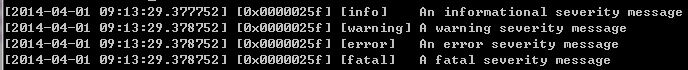 [2014-04-01 09:13:29.377752] [0x0000025f] [info]    An informational severity message
[2014-04-01 09:13:29.378752] [0x0000025f] [warning] A warning severity message
[2014-04-01 09:13:29.378752] [0x0000025f] [error]   An error severity message
[2014-04-01 09:13:29.378752] [0x0000025f] [fatal]   A fatal severity message